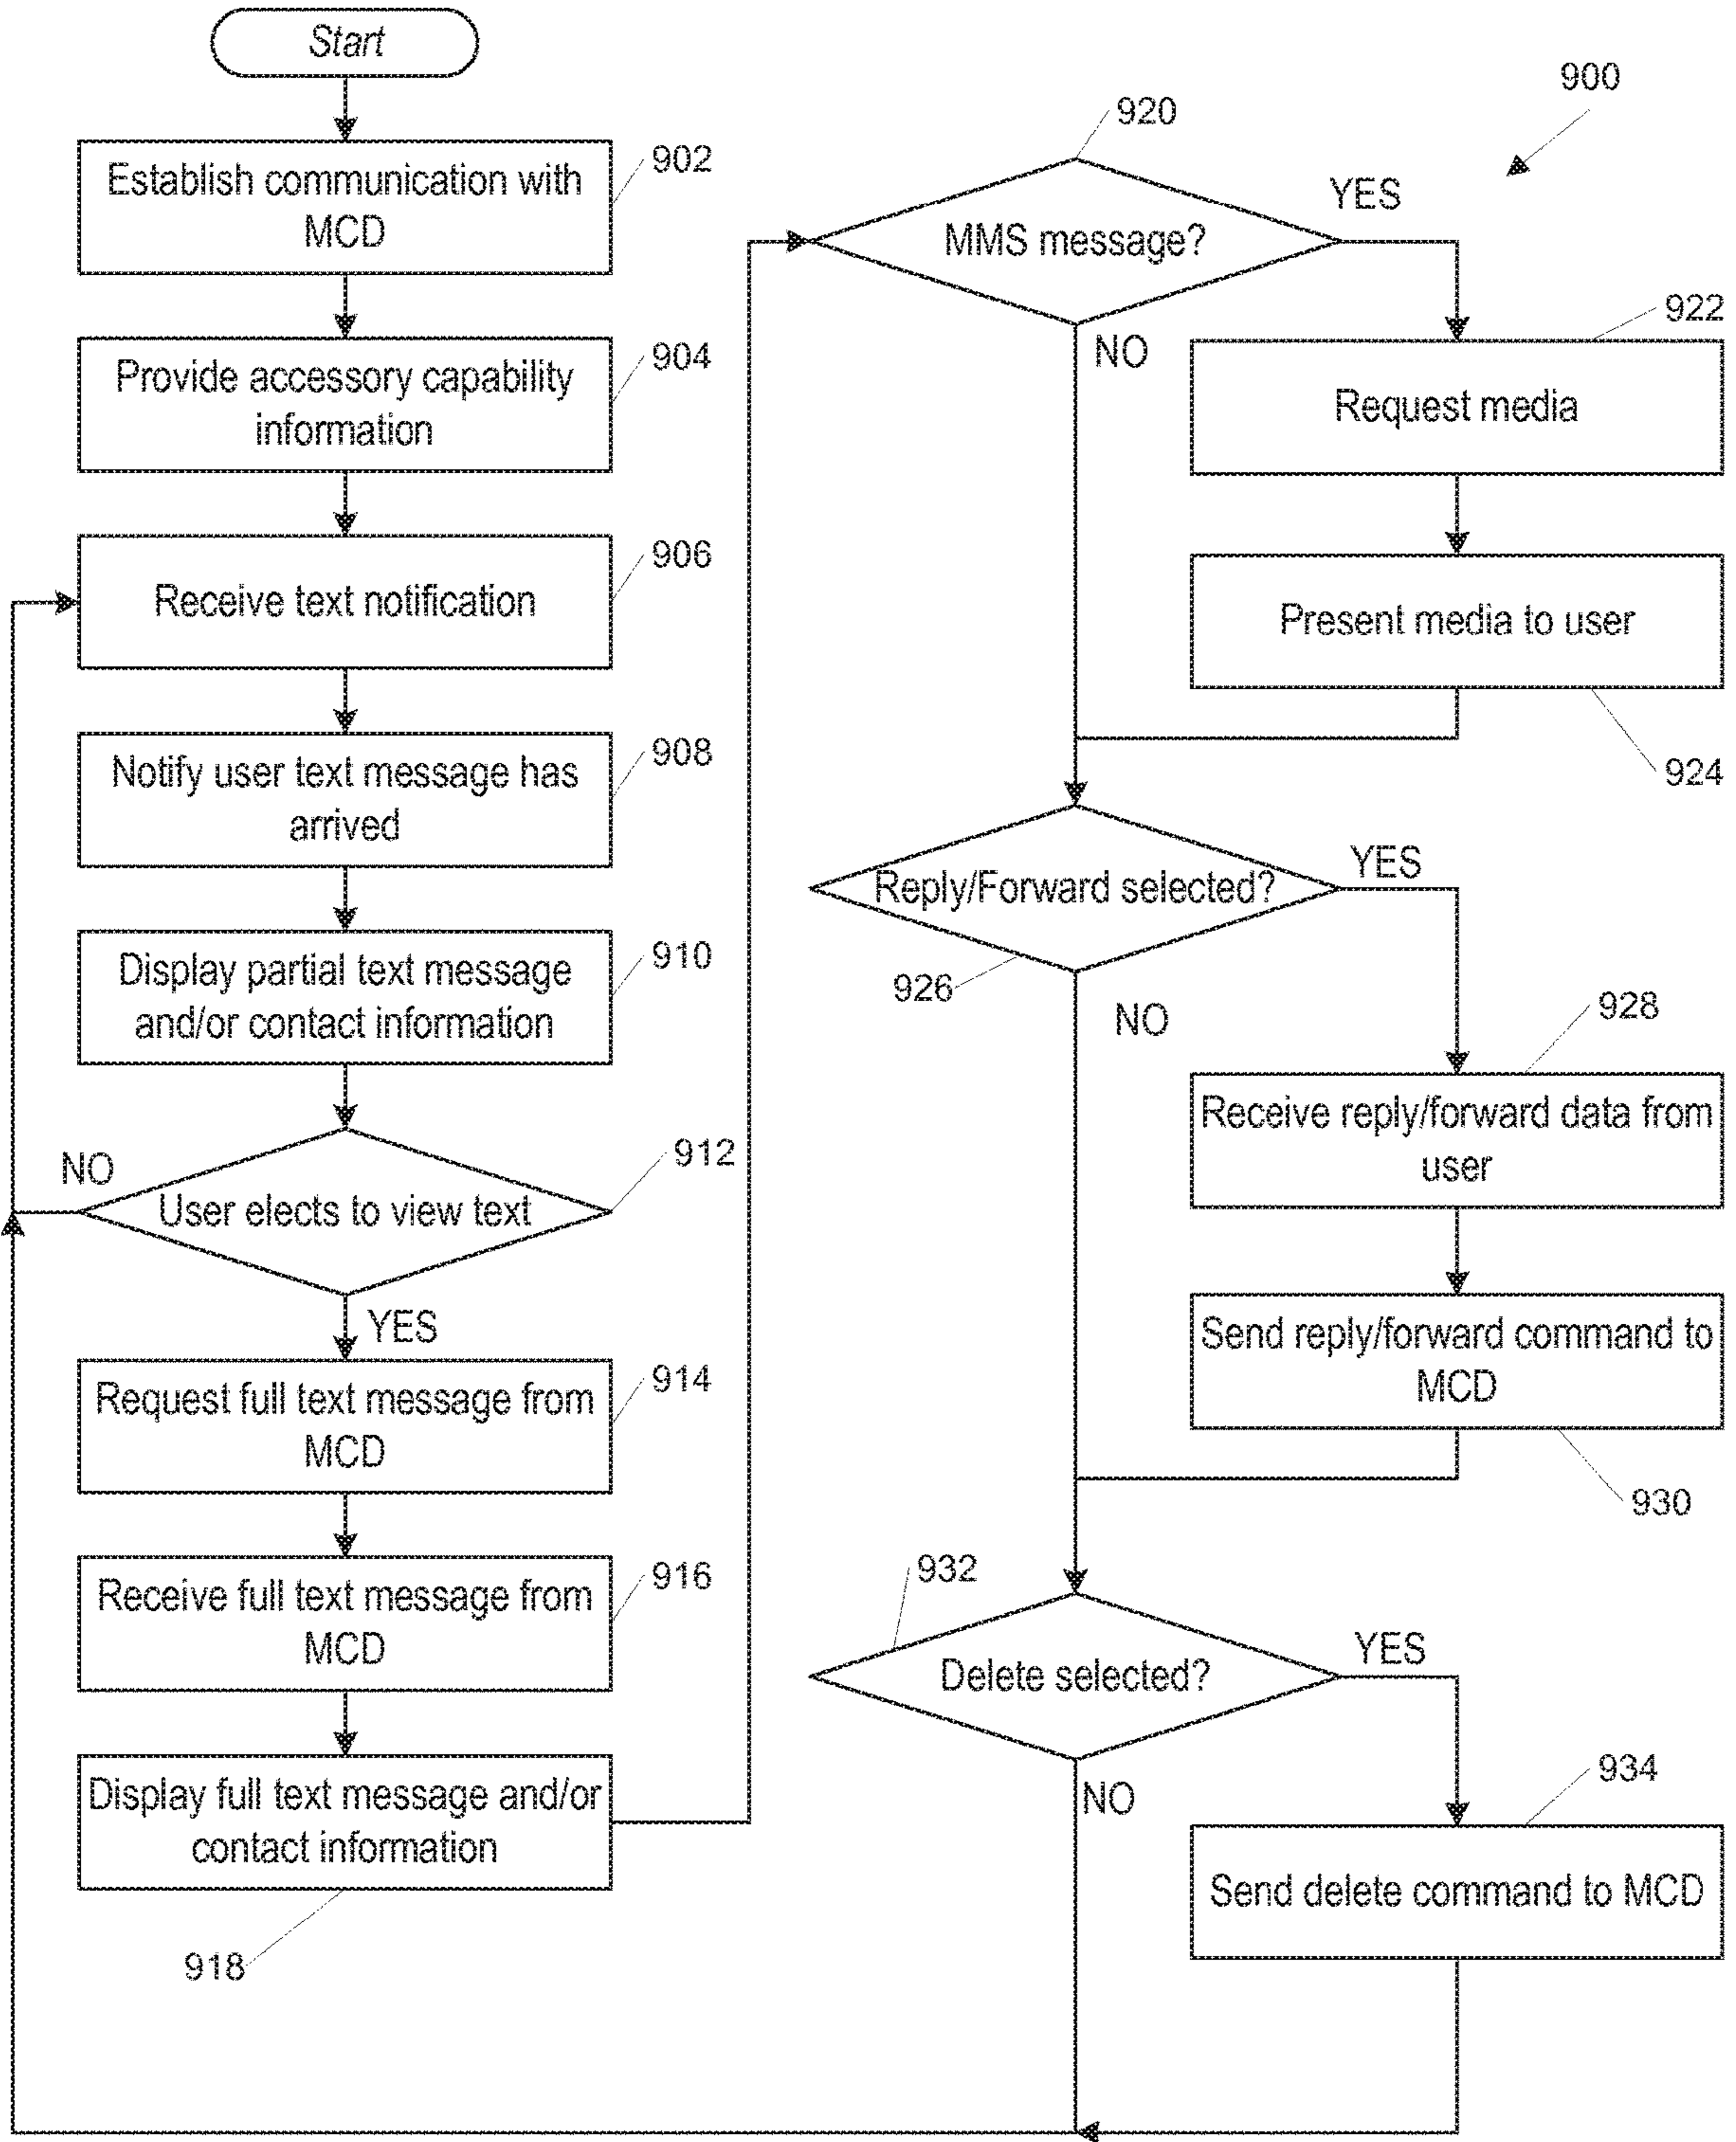 Start
Establish communication with
MCD
902
Provide accessory capability
information
904
Receive text notification
906
Notify user text message has
arrived
908
Display partial text message
and/or contact information
910
User elects to view text
912
NO
YES
Request full text message from
MCD
914
Receive full text message from
MCD
916
Display full text message and/or
contact information
918
900
920
MMS message?
YES
NO
922
Request media
Present media to user
924
Reply/Forward selected?
YES
926
NO
928
Receive reply/forward data from
user
Send reply/forward command to
MCD
930
932
Delete selected?
YES
NO
934
Send delete command to MCD